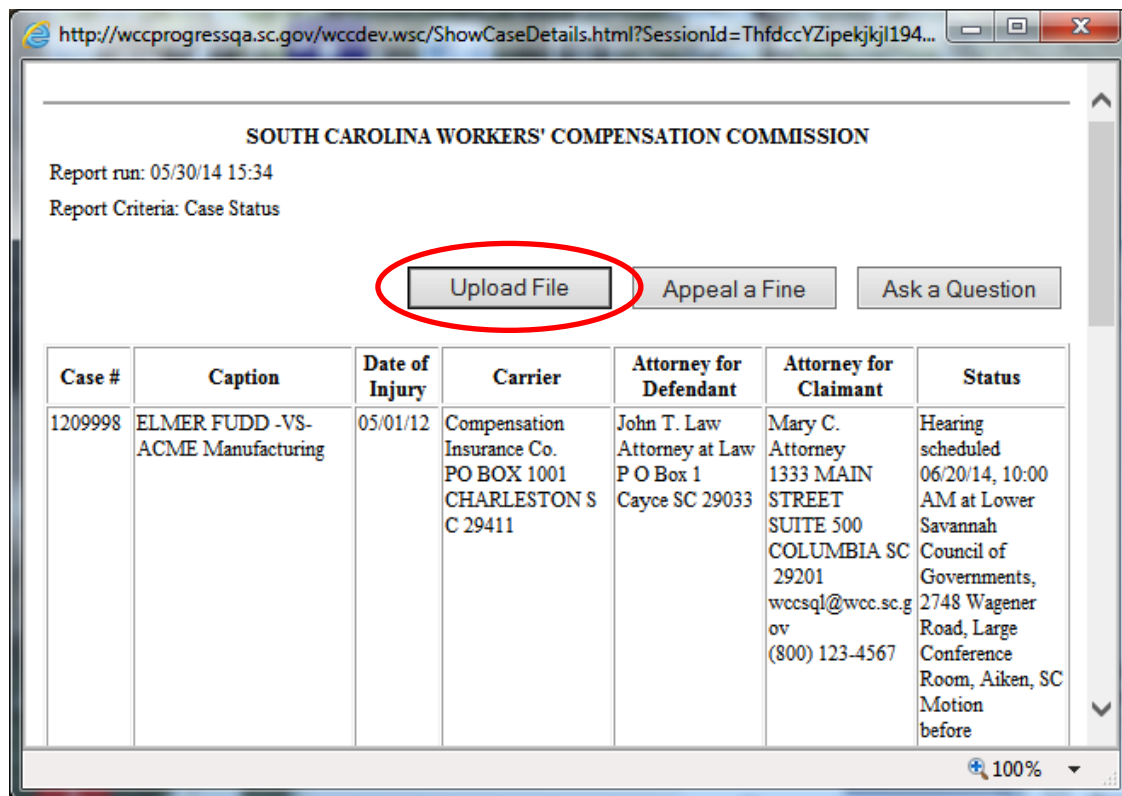 http://wccprogressqa.sc.gov/wccdev.wsc/ShowCaseDetails.html?SessionId=ThfdccYZipekjkjl194...
SOUTH CAROLINA WORKERS' COMPENSATION COMMISSION
Report run: 05/30/14 15:34
Report Criteria: Case Status
Upload File
Appeal a Fine
Ask a Question
Case #
Caption
Date of
Injury
Carrier
Attorney for
Defendant
Attorney for
Claimant
Status
1209998
ELMER FUDD -VS-
ACME Manufacturing
05/01/12
Compensation
Insurance Co.
PO BOX 1001
CHARLESTON S
C 29411
John T. Law
Attorney at Law
P O Box 1
Cayce SC 29033
Mary C.
Attorney
1333 MAIN
STREET
SUITE 500
COLUMBIA SC
29201
wccsql@wcc.sc.g
ov
(800) 123-4567
Hearing
scheduled
06/20/14, 10:00
AM at Lower
Savannah
Council of
Governments,
2748 Wagener
Road, Large
Conference
Room, Aiken, SC
Motion
before
100%